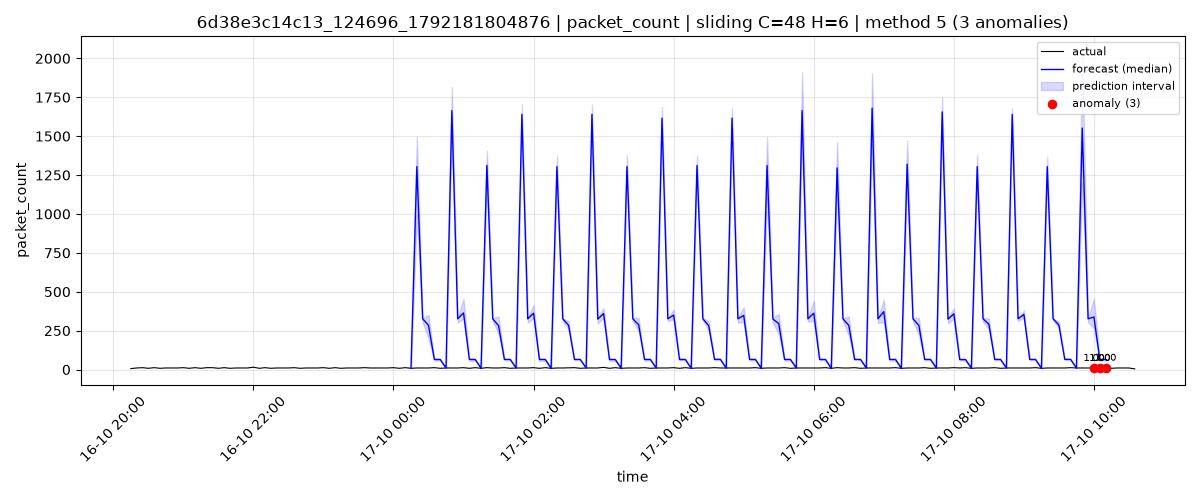 6d38e3c14c13_124696_1792181804876 | packet_count | sliding C=48 H=6 | method 5 (3 anomalies)
actual
forecast (median)
prediction interval
anomaly (3)
packet_count
2000
1750
1500
1250
1000
750
500
250
0
16-10 20:00
16-10 22:00
17-10 00:00
17-10 02:00
17-10 04:00
17-10 06:00
17-10 08:00
17-10 10:00
time